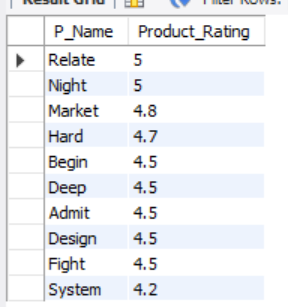 Result Grid Filter Rows:
P_Name Product_Rating
Relate 5
Night 5
Market 4.8
Hard 4.7
Begin 4.5
Deep 4.5
Admit 4.5
Design 4.5
Fight 4.5
System 4.2